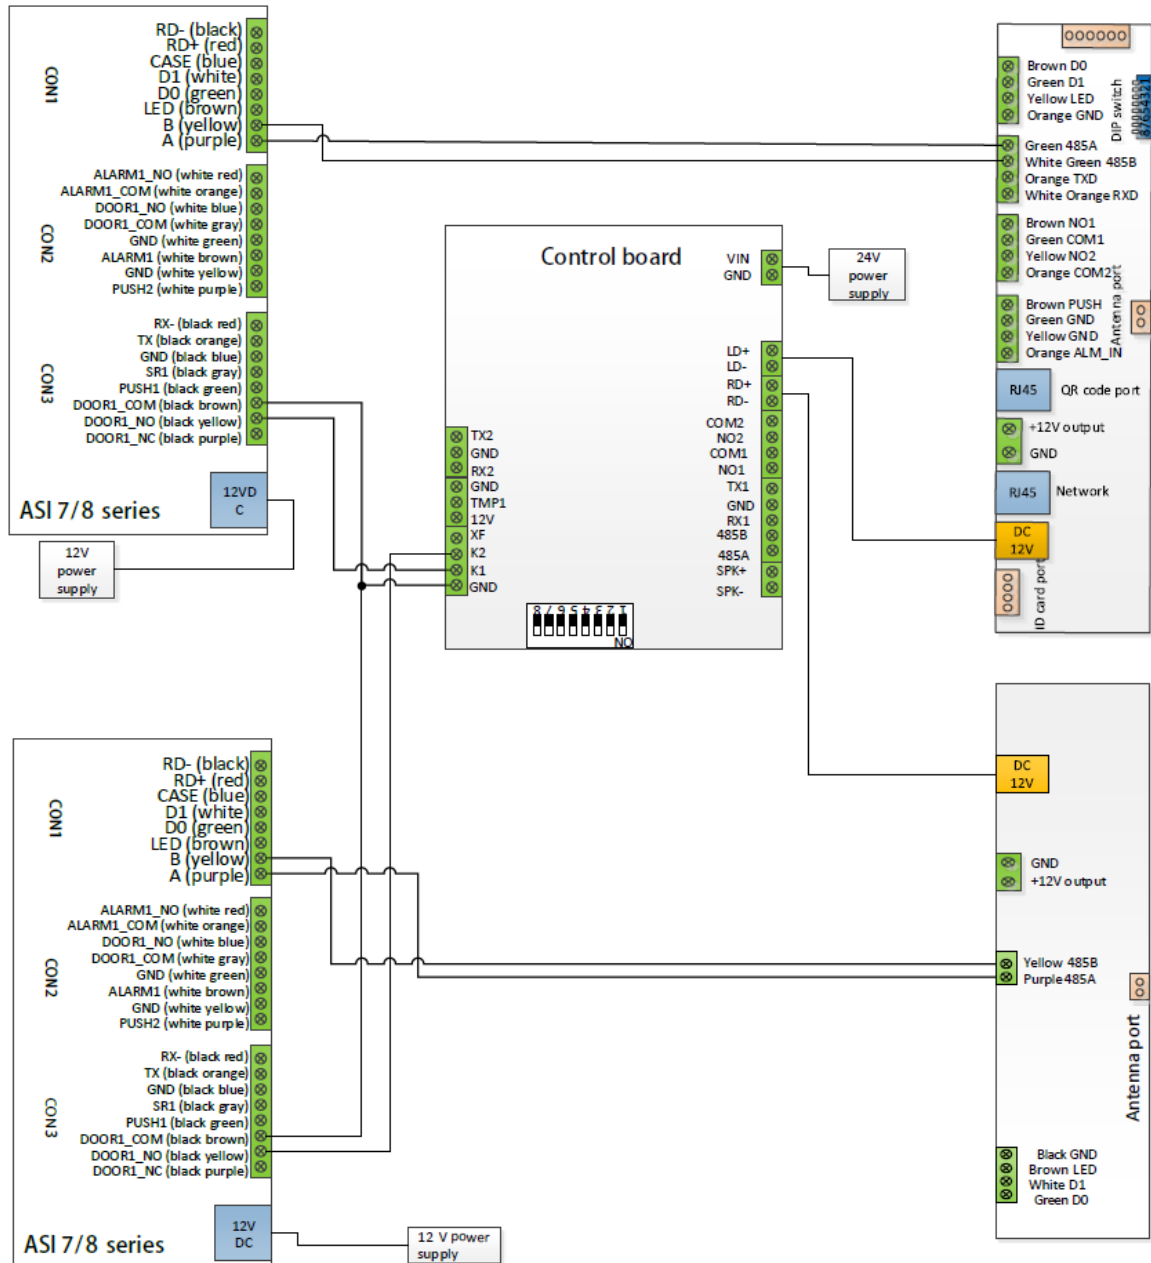 RD- (black)
RD+ (red)
CASE (blue)
D1 (white)
D0 (green)
LED (brown)
B (yellow)
A (purple)
CON1
ALARM1_NO (white red)
ALARM1_COM (white orange)
DOOR1_NO (white blue)
DOOR1_COM (white gray)
GND (white green)
ALARM1 (white brown)
GND (white yellow)
PUSH2 (white purple)
CON2
RX- (black red)
TX (black orange)
GND (black blue)
SR1 (black gray)
PUSH1 (black green)
DOOR1_COM (black brown)
DOOR1_NO (black yellow)
DOOR1_NC (black purple)
CON3
12VD
C
ASI 7/8 series
12V
power
supply
Control board
VIN
GND
24V
power
supply
LD+
LD-
RD+
RD-
COM2
NO2
COM1
NO1
TX1
GND
RX1
485B
485A
SPK+
SPK-
TX2
GND
RX2
GND
TMP1
12V
XF
K2
K1
GND
8 7 6 5 4 3 2 1
ON
Brown D0
Green D1
Yellow LED
Orange GND
DIP switch
87654321
Green 485A
White Green 485B
Orange TXD
White Orange RXD
Brown NO1
Green COM1
Yellow NO2
Orange COM2
Antenna port
Brown PUSH
Green GND
Yellow GND
Orange ALM_IN
RJ45
QR code port
+12V output
GND
RJ45
Network
DC
12V
ID card port
RD- (black)
RD+ (red)
CASE (blue)
D1 (white)
D0 (green)
LED (brown)
B (yellow)
A (purple)
CON1
ALARM1_NO (white red)
ALARM1_COM (white orange)
DOOR1_NO (white blue)
DOOR1_COM (white gray)
GND (white green)
ALARM1 (white brown)
GND (white yellow)
PUSH2 (white purple)
CON2
RX- (black red)
TX (black orange)
GND (black blue)
SR1 (black gray)
PUSH1 (black green)
DOOR1_COM (black brown)
DOOR1_NO (black yellow)
DOOR1_NC (black purple)
CON3
12V
DC
ASI 7/8 series
12 V power
supply
DC
12V
GND
+12V output
Yellow 485B
Purple 485A
Antenna port
Black GND
Brown LED
White D1
Green D0